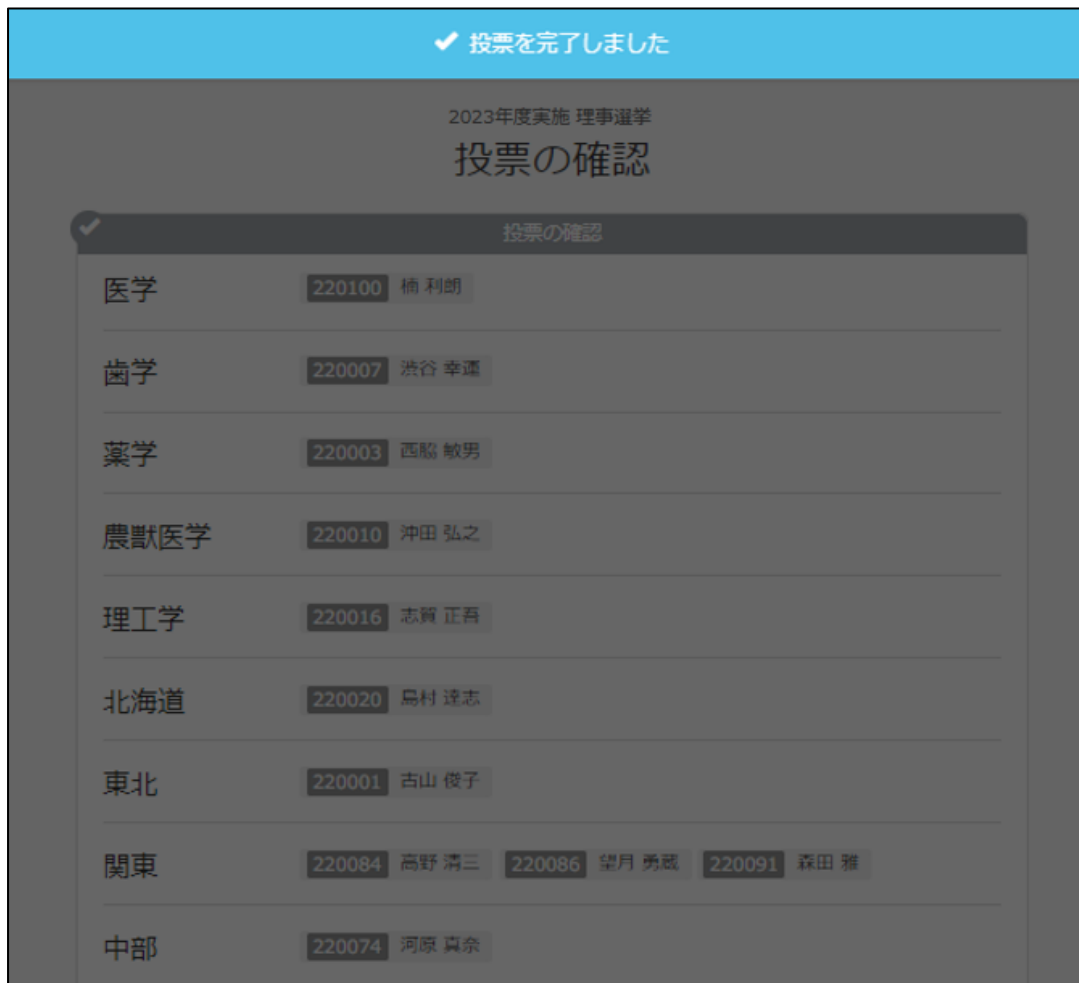 投票を完了しました
2023年度実施 理事選挙
投票の確認
投票の確認
医学 220100 楠 利朗
歯学 220007 渋谷 幸蓮
薬学 220003 西脇 敏男
農獣医学 220010 沖田 弘之
理工学 220016 志賀 正吾
北海道 220020 島村 達志
東北 220001 古山 俊子
関東 220084 高野 清三 220086 望月 勇蔵 220091 森田 雅
中部 220074 河原 真奈